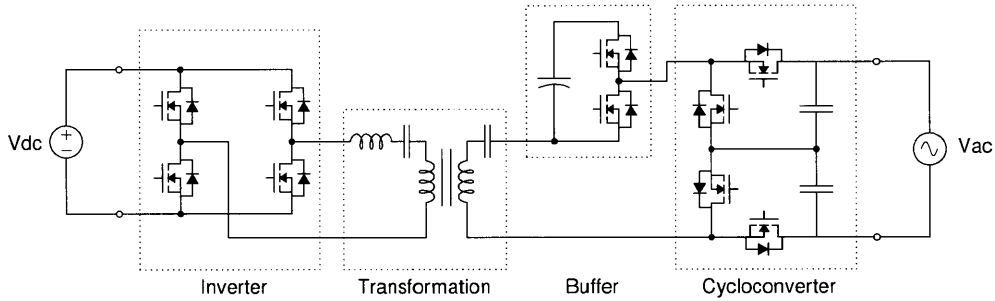 Vdc
+
−
Vac
Inverter
Transformation
Buffer
Cycloconverter